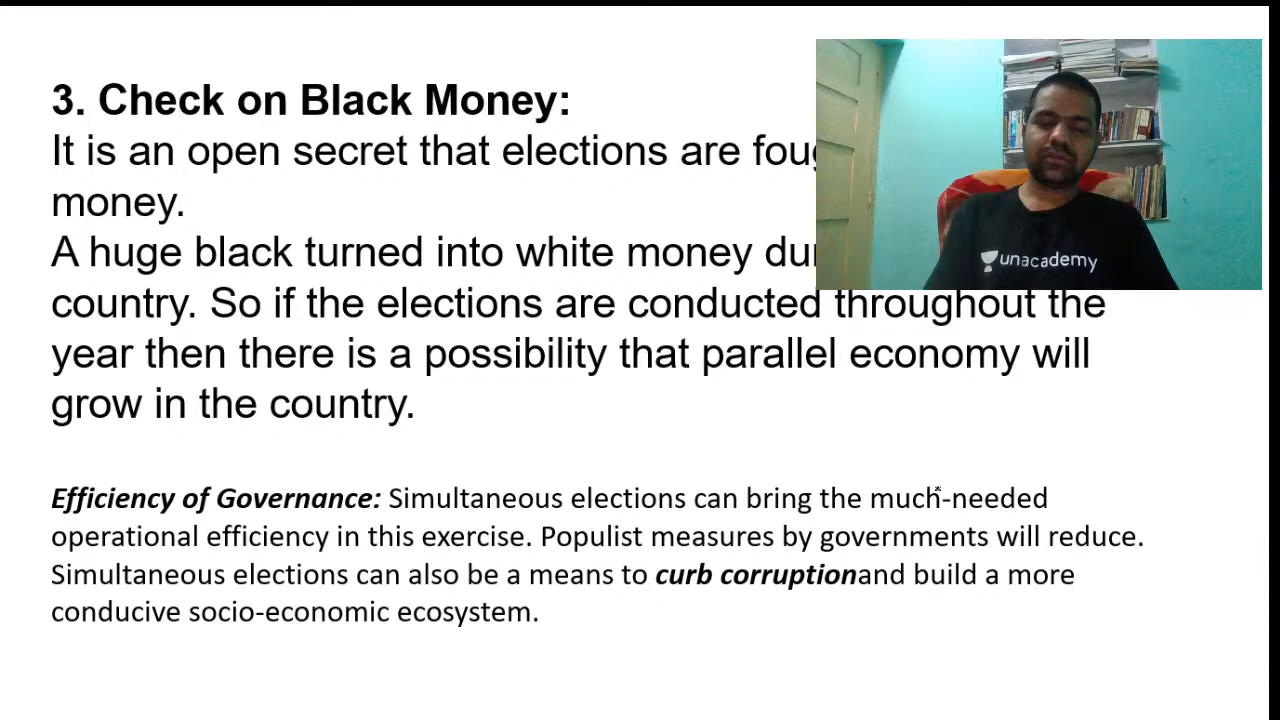 3. Check on Black Money:
It is an open secret that elections are
money.
A huge black turned into white money
country. So if the elections are conducted throughout the
year then there is a possibility that parallel economy will
grow in the country.
Efficiency of Governance: Simultaneous elections can bring the much-needed
operational efficiency in this exercise. Populist measures by governments will reduce.
Simultaneous elections can also be a means to curb corruptionand build a more
conducive socio-economic ecosystem.
unacademy